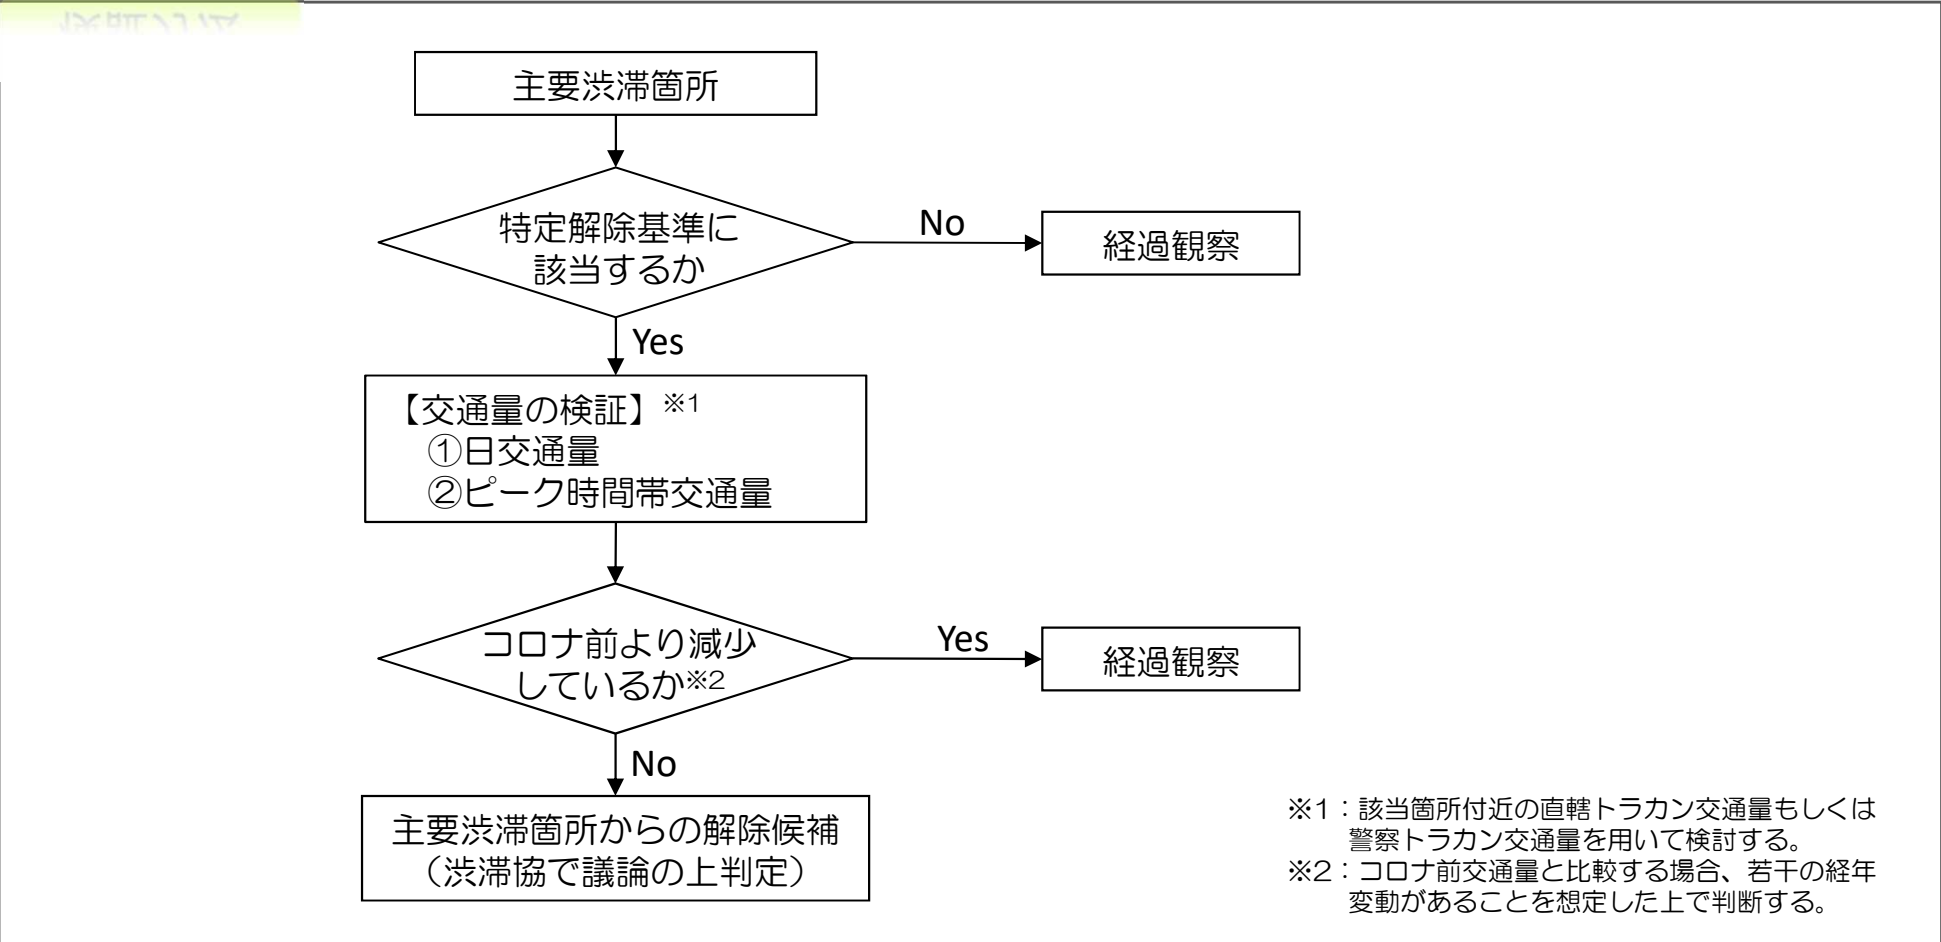 主要渋滞箇所
特定解除基準に
該当するか
No
経過観察
Yes
【交通量の検証】※1
①日交通量
②ピーク時間帯交通量
コロナ前より減少
しているか※2
Yes
経過観察
No
主要渋滞箇所からの解除候補
（渋滞協で議論の上判定）
※1：該当箇所付近の直轄トラカン交通量もしくは
警察トラカン交通量を用いて検討する。
※2：コロナ前交通量と比較する場合、若干の経年
変動があることを想定した上で判断する。